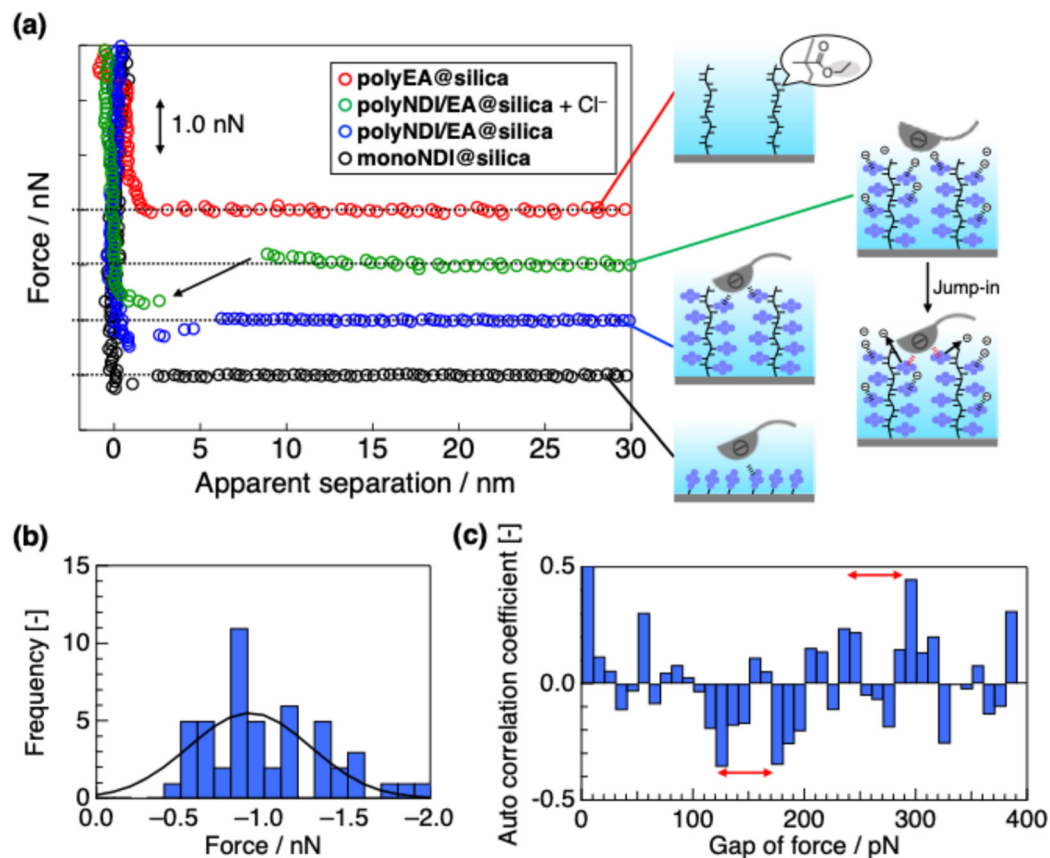 (a)
polyEA@silica
polyNDI/EA@silica + Cl⁻
polyNDI/EA@silica
monoNDI@silica
1.0 nN
Force / nN
0 5 10 15 20 25 30
Apparent separation / nm
O
O
Jump-in
(b)
15
10
5
0
Frequency [-]
0.0 −0.5 −1.0 −1.5 −2.0
Force / nN
(c)
0.5
0.0
-0.5
Auto correlation coefficient [-]
0 100 200 300 400
Gap of force / pN